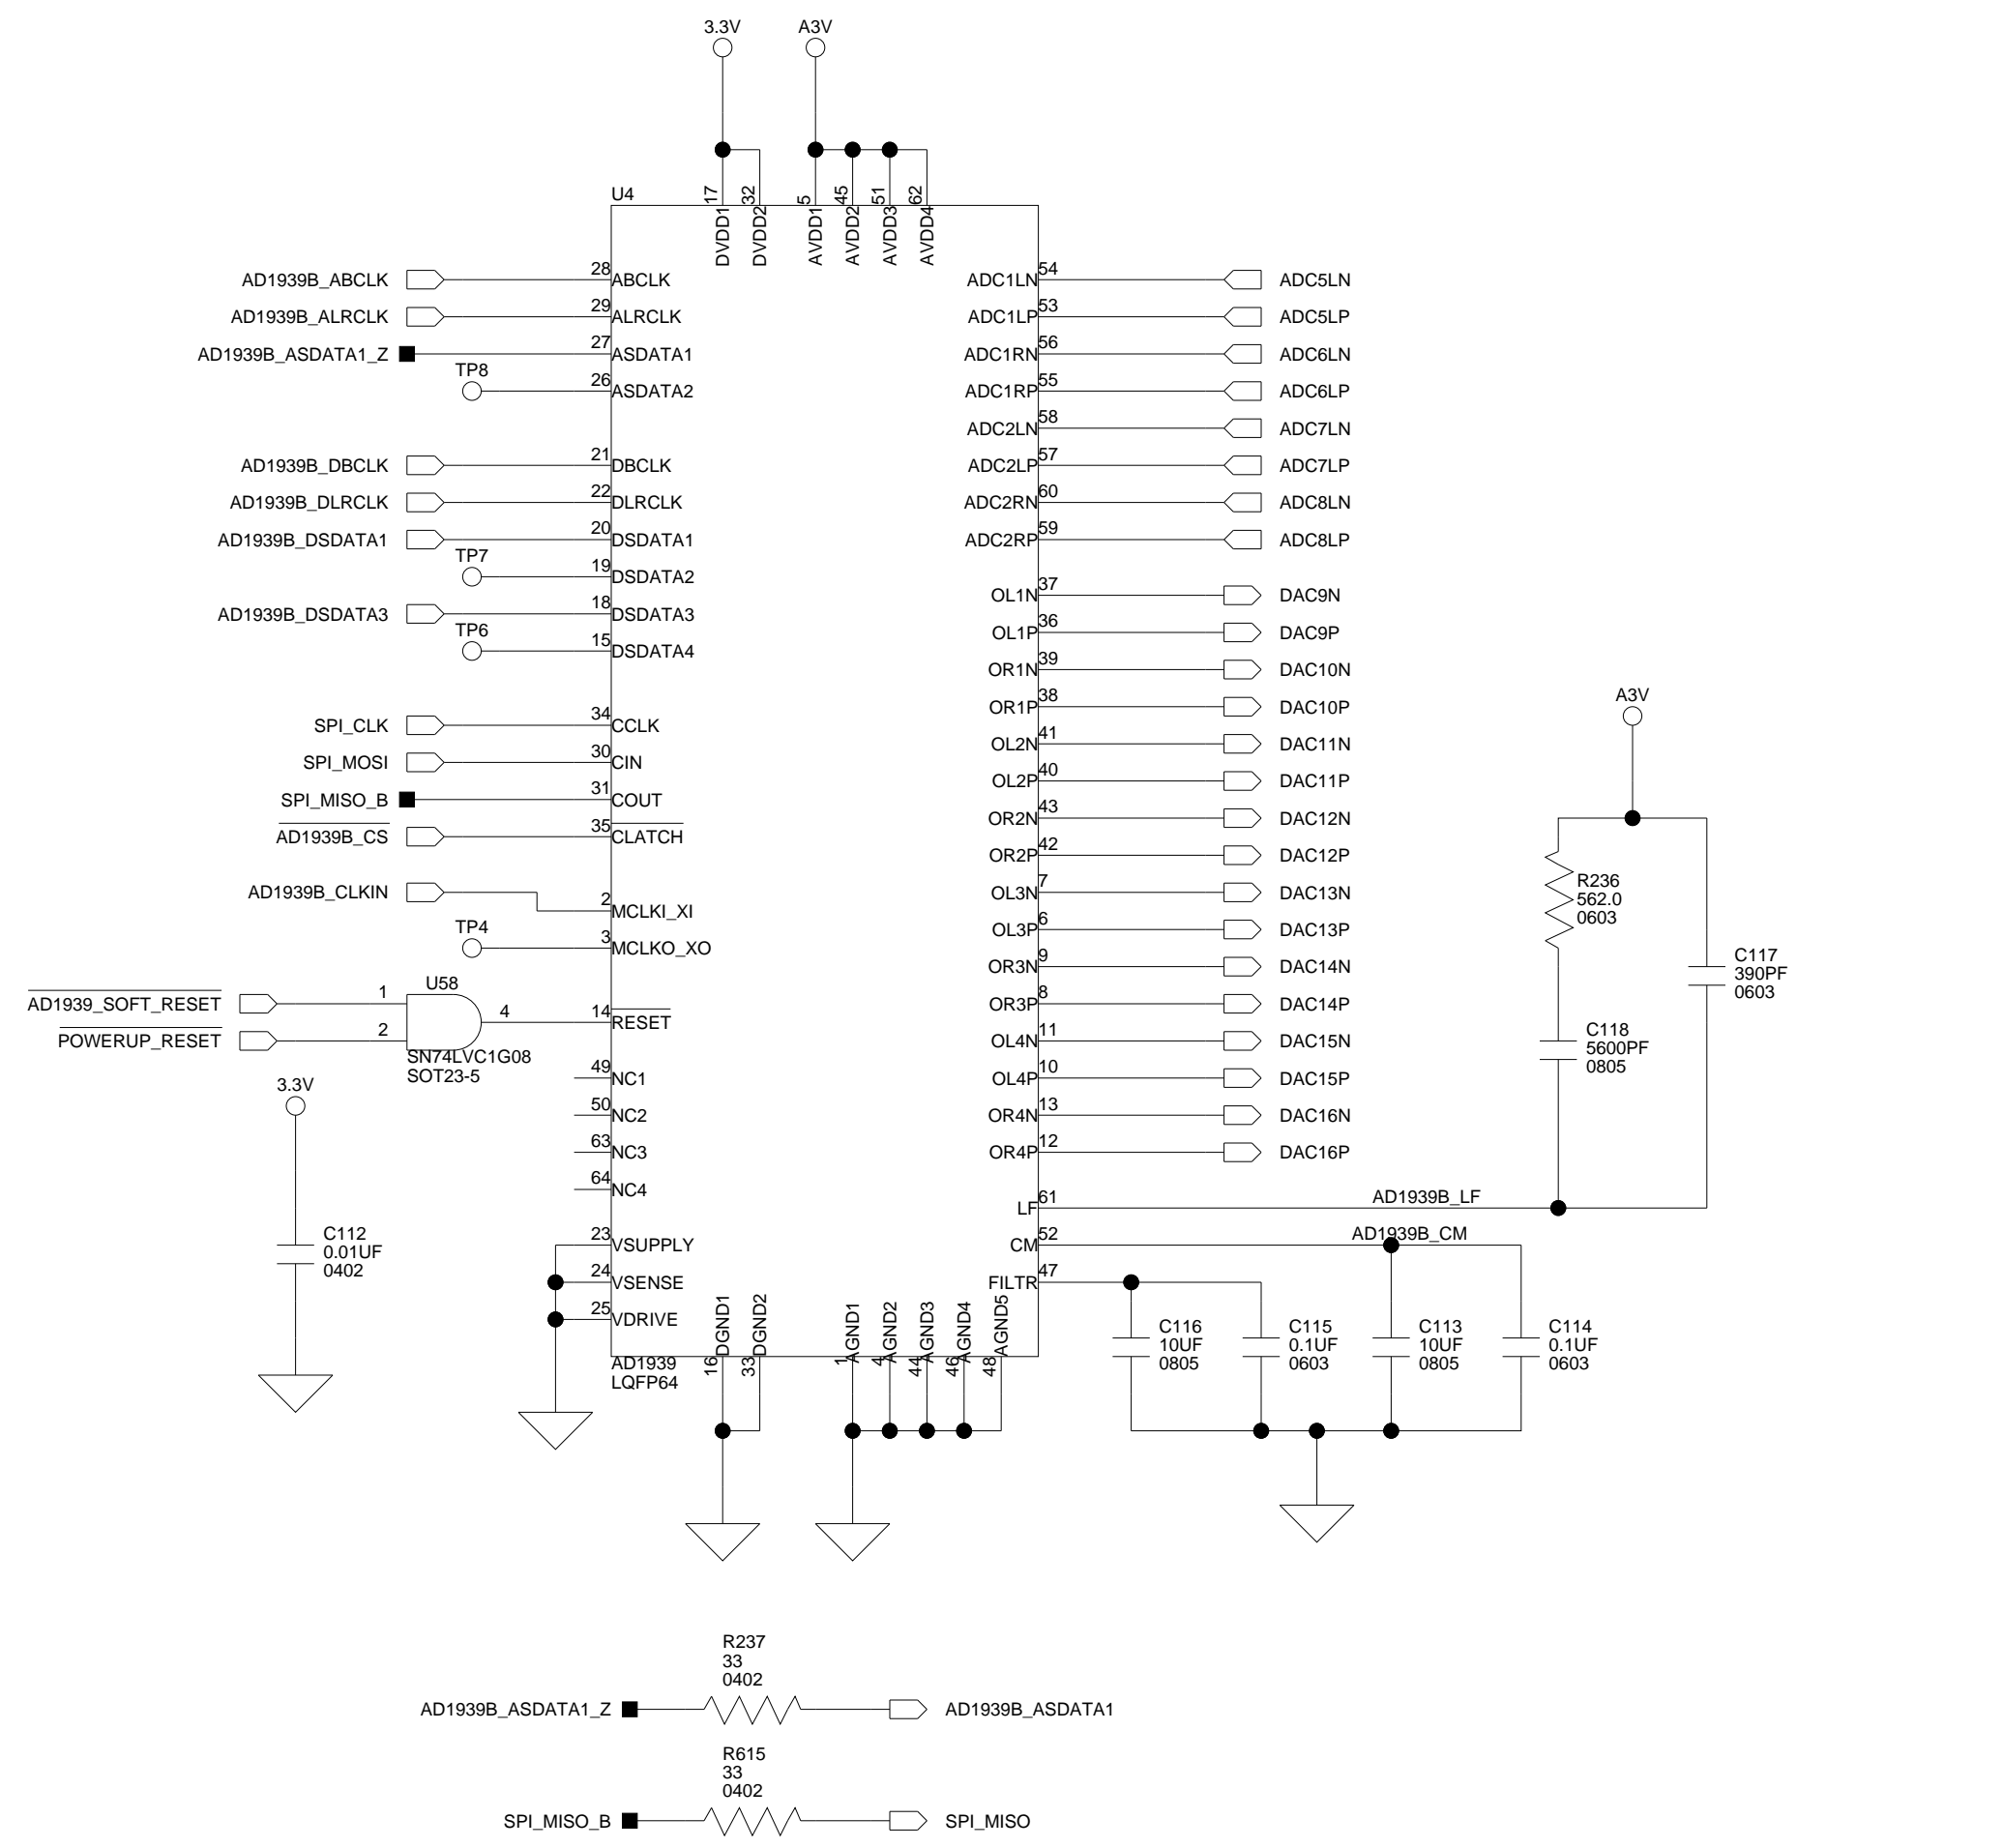 3.3V
A3V
U4
17
32
5
45
51
62
DVDD1
DVDD2
AVDD1
AVDD2
AVDD3
AVDD4
AD1939B_ABCLK
28
ABCLK
AD1939B_ALRCLK
29
ALRCLK
AD1939B_ASDATA1_Z
27
ASDATA1
TP8
26
ASDATA2
AD1939B_DBCLK
21
DBCLK
AD1939B_DLRCLK
22
DLRCLK
AD1939B_DSDATA1
20
DSDATA1
TP7
19
DSDATA2
AD1939B_DSDATA3
18
DSDATA3
TP6
15
DSDATA4
SPI_CLK
34
CCLK
SPI_MOSI
30
CIN
SPI_MISO_B
31
COUT
AD1939B_CS
35
CLATCH
AD1939B_CLKIN
2
MCLKI_XI
TP4
3
MCLKO_XO
AD1939_SOFT_RESET
1
U58
POWERUP_RESET
2
4
14
RESET
SN74LVC1G08
SOT23-5
49
NC1
50
NC2
63
NC3
64
NC4
3.3V
C112
0.01UF
0402
23
VSUPPLY
24
VSENSE
25
VDRIVE
AD1939
LQFP64
DGND1
DGND2
AGND1
AGND2
AGND3
AGND4
AGND5
16
33
1
4
44
46
48
ADC1LN
54
ADC5LN
ADC1LP
53
ADC5LP
ADC1RN
56
ADC6LN
ADC1RP
55
ADC6LP
ADC2LN
58
ADC7LN
ADC2LP
57
ADC7LP
ADC2RN
60
ADC8LN
ADC2RP
59
ADC8LP
OL1N
37
DAC9N
OL1P
36
DAC9P
OR1N
39
DAC10N
OR1P
38
DAC10P
OL2N
41
DAC11N
OL2P
40
DAC11P
OR2N
43
DAC12N
OR2P
42
DAC12P
OL3N
7
DAC13N
OL3P
6
DAC13P
OR3N
9
DAC14N
OR3P
8
DAC14P
OL4N
11
DAC15N
OL4P
10
DAC15P
OR4N
13
DAC16N
OR4P
12
DAC16P
LF
61
AD1939B_LF
CM
52
AD1939B_CM
FILTR
47
A3V
R236
562.0
0603
C117
390PF
0603
C118
5600PF
0805
C116
10UF
0805
C115
0.1UF
0603
C113
10UF
0805
C114
0.1UF
0603
R237
33
0402
AD1939B_ASDATA1_Z
AD1939B_ASDATA1
R615
33
0402
SPI_MISO_B
SPI_MISO